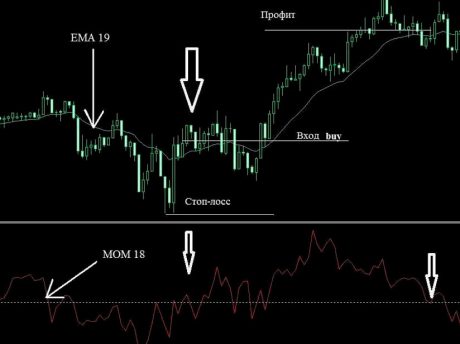 Профит
EMA 19
Вход buy
Стоп-лосс
MOM 18